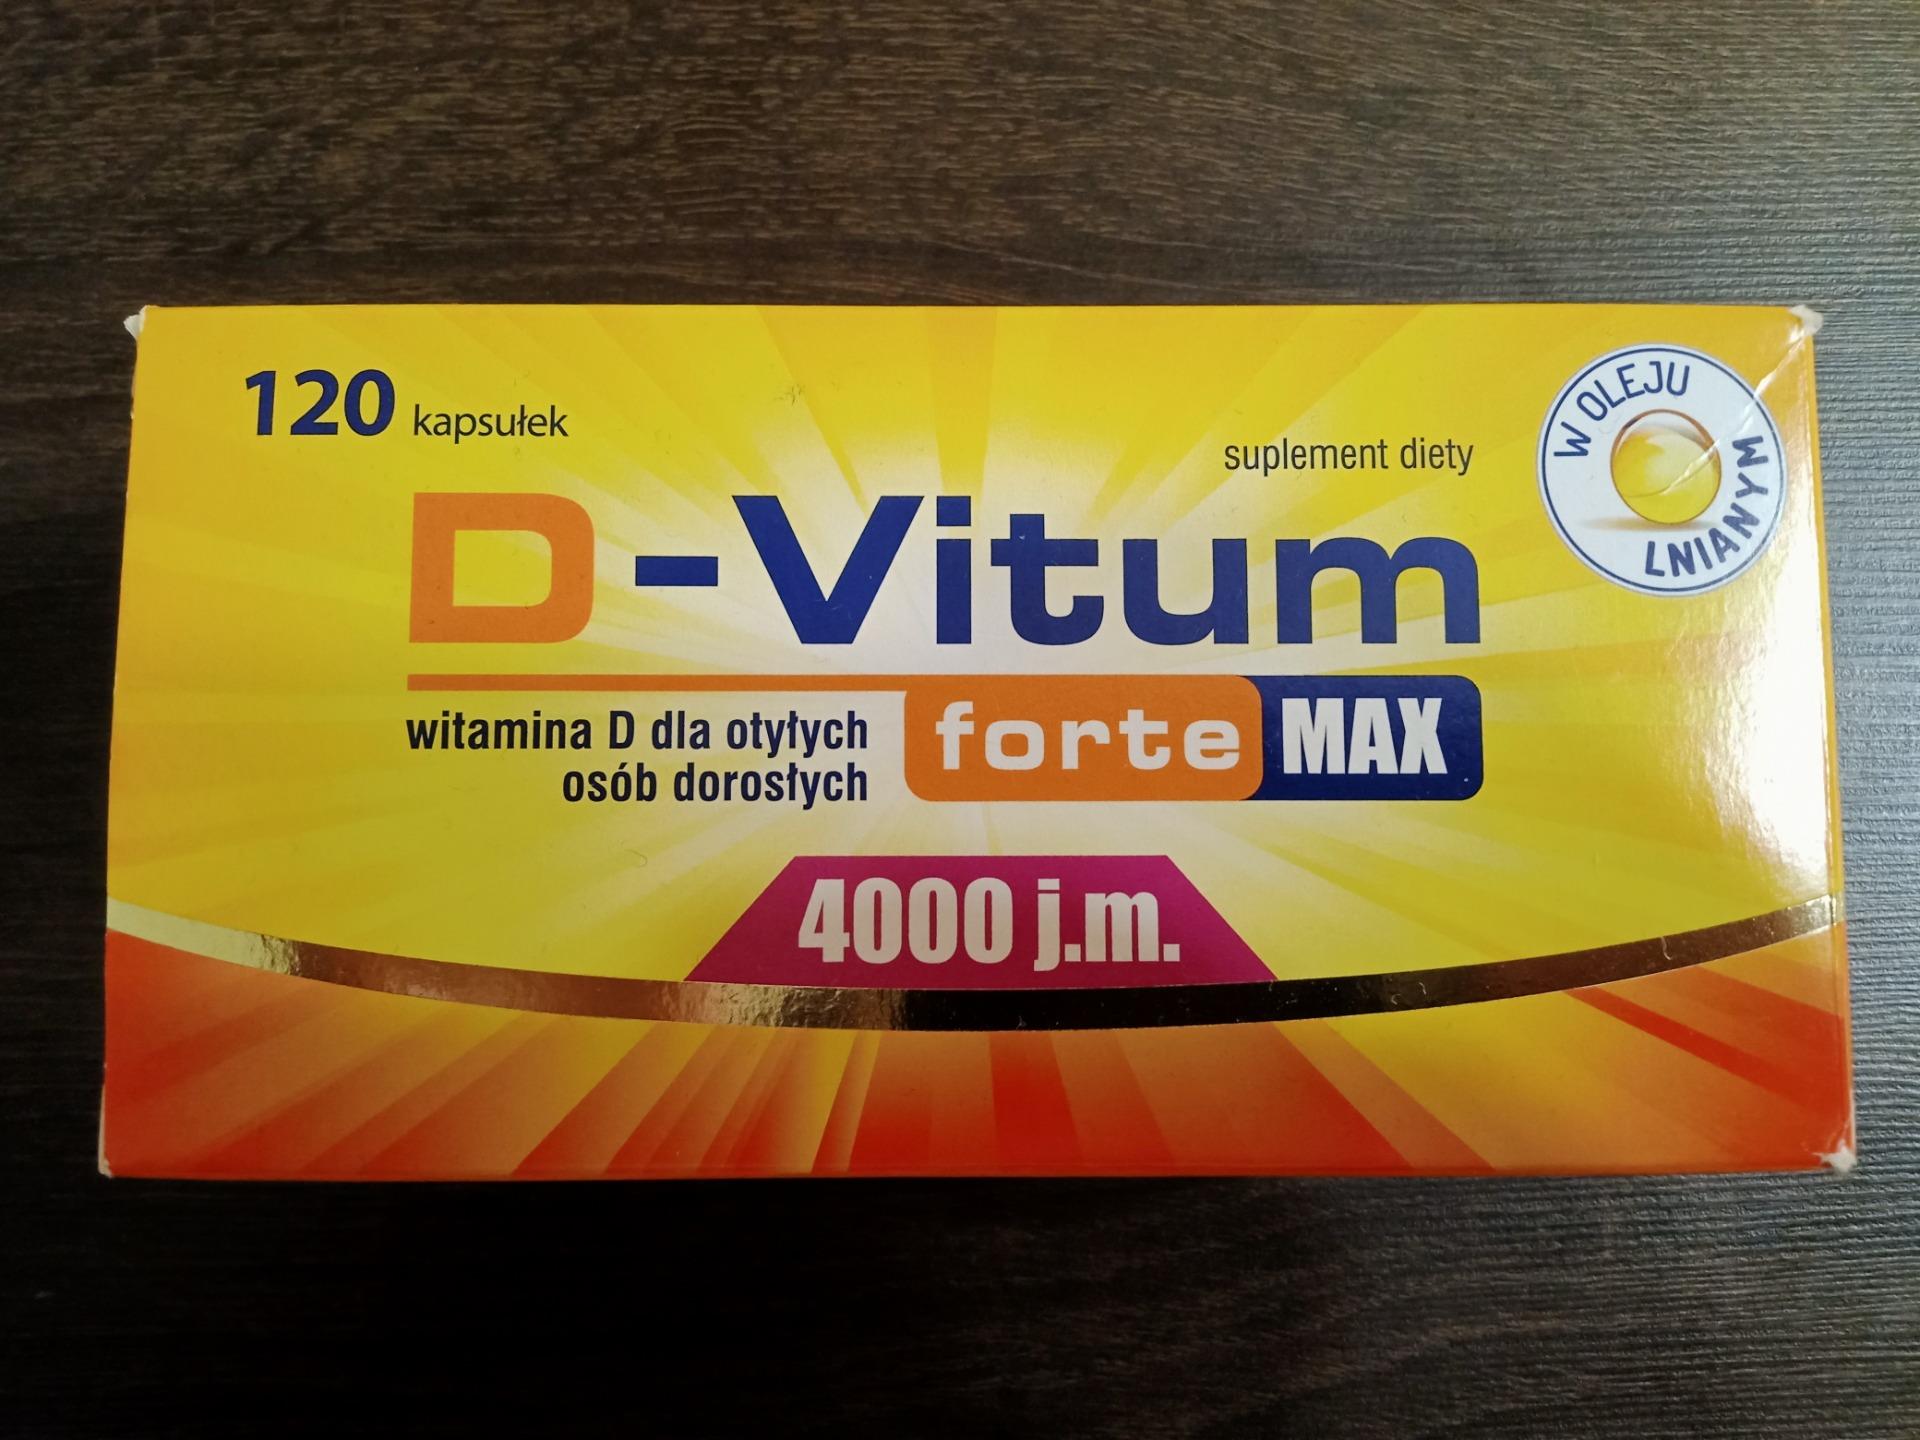 120 kapsułek
suplement diety
W OLEJU
LNIANYM
D-Vitum
forte MAX
witamina D dla otyłych
osób dorosłych
4000 j.m.